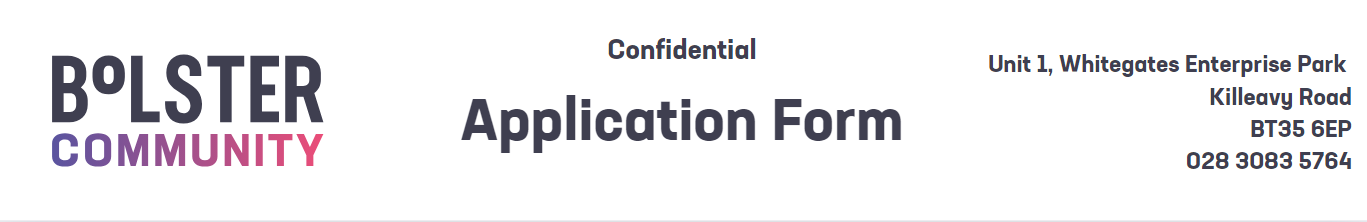 BOLSTER
COMMUNITY
Confidential
Application Form
Unit 1, Whitegates Enterprise Park
Killeavy Road
BT35 6EP
028 3083 5764